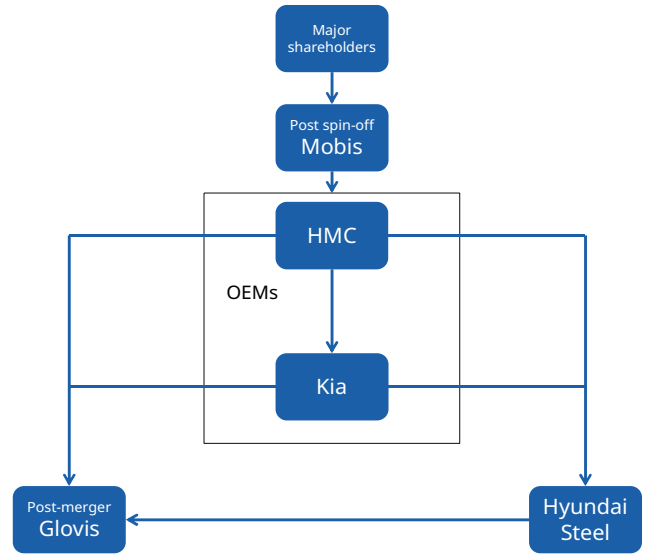 Major
shareholders
Post spin-off
Mobis
HMC
OEMs
Kia
Post-merger
Glovis
Hyundai
Steel